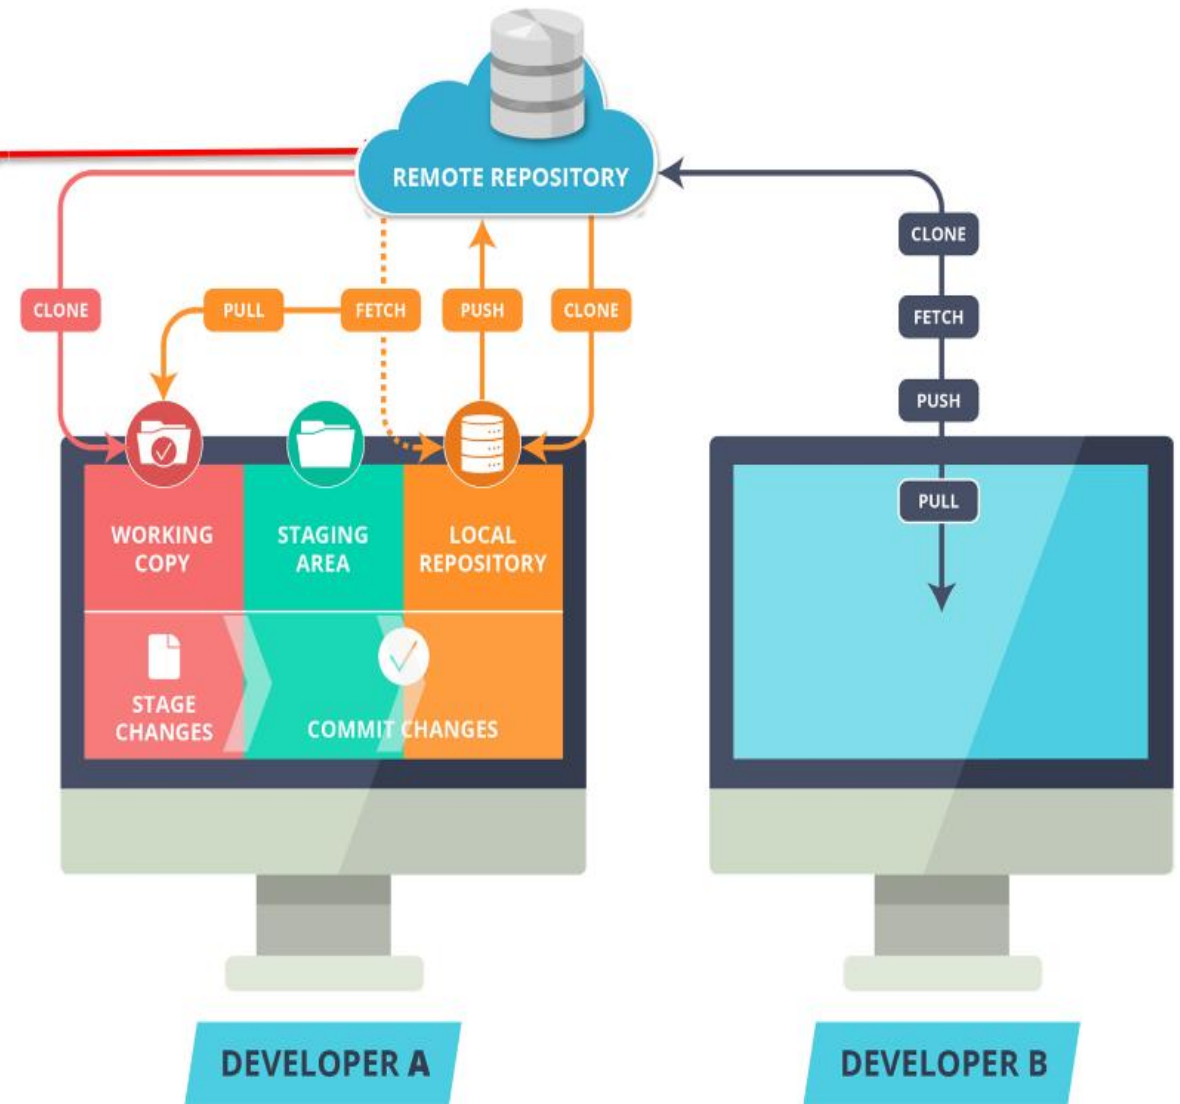 REMOTE REPOSITORY
CLONE
PULL
FETCH
PUSH
CLONE
CLONE
FETCH
PUSH
PULL
WORKING
COPY
STAGING
AREA
LOCAL
REPOSITORY
STAGE
CHANGES
COMMIT CHANGES
DEVELOPER A
DEVELOPER B